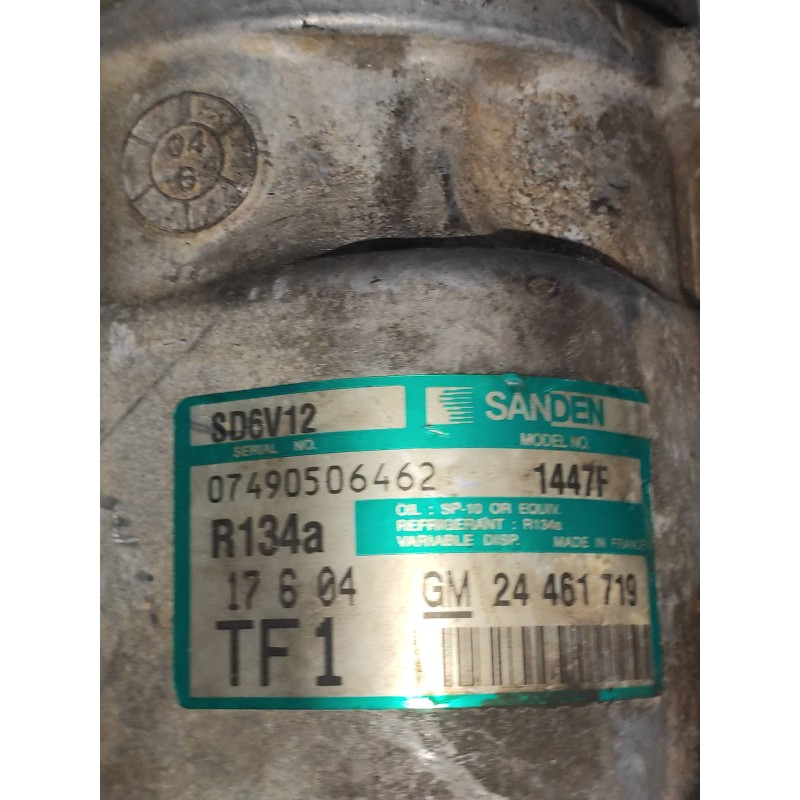 04
6
SD6V12
SANDEN
SERIAL NO.
MODEL NO.
07490506462
1447F
R134a
OIL : SP-10 OR EQUIV.
REFRIGERANT : R134a
VARIABLE DISP. MADE IN FRANCE
17 6 04
GM 24 461 719
TF1